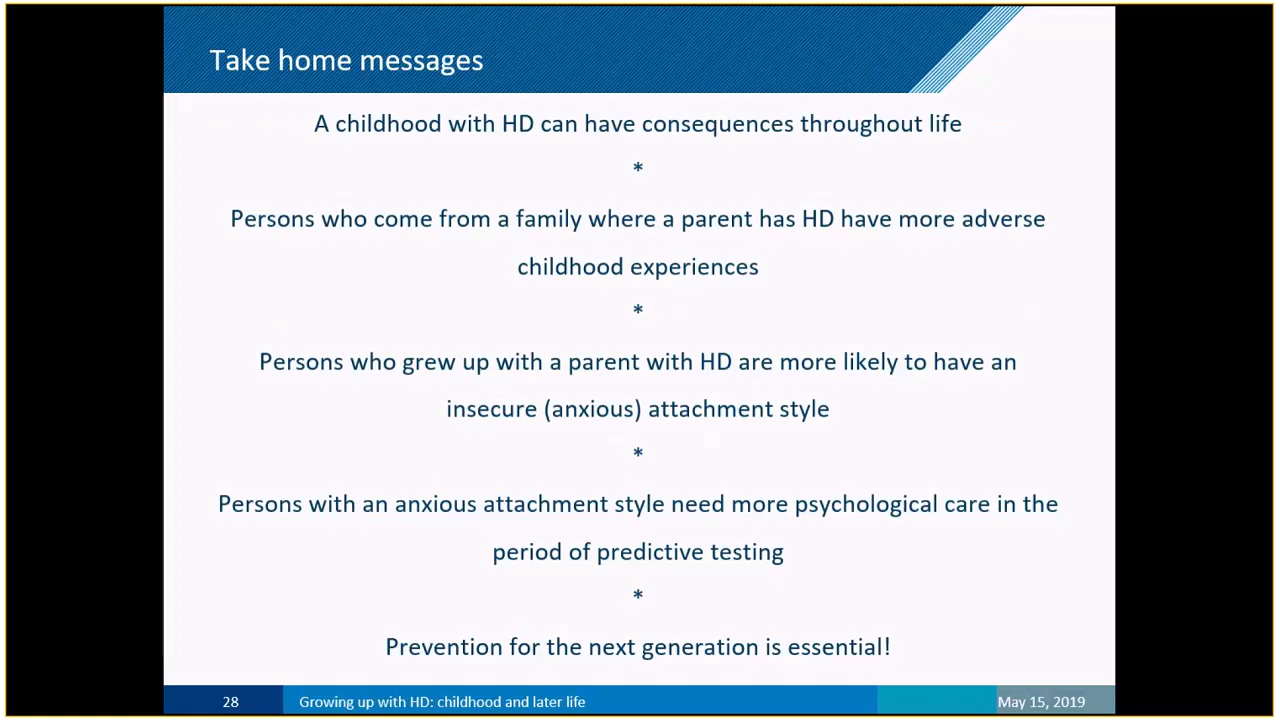 Take home messages
A childhood with HD can have consequences throughout life
*
Persons who come from a family where a parent has HD have more adverse
childhood experiences
*
Persons who grew up with a parent with HD are more likely to have an
insecure (anxious) attachment style
*
Persons with an anxious attachment style need more psychological care in the
period of predictive testing
*
Prevention for the next generation is essential!
28 Growing up with HD: childhood and later life May 15, 2019